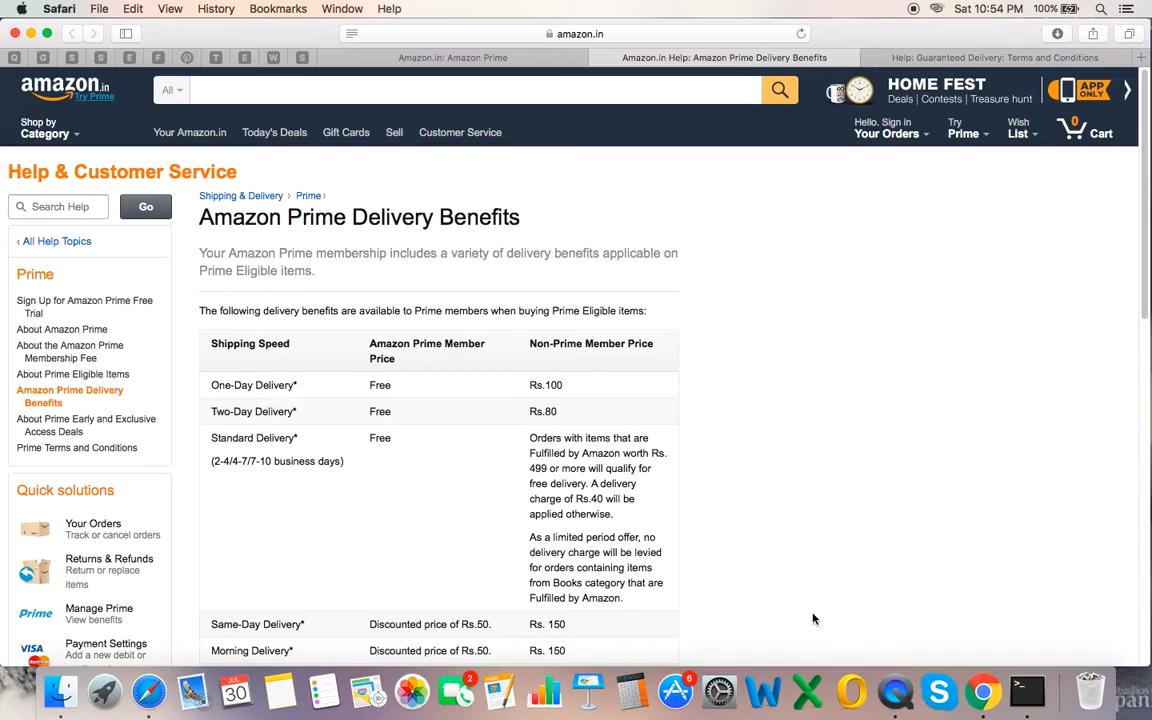 Safari File Edit View History Bookmarks Window Help
Sat 10:54 PM 100%
amazon.in
Q G S S E F T E W S
Amazon.in: Amazon Prime
Amazon.in Help: Amazon Prime Delivery Benefits
Help: Guaranteed Delivery: Terms and Conditions
amazon.in
Try Prime
All
HOME FEST
Deals | Contests | Treasure hunt
APP
ONLY
Shop by
Category
Your Amazon.in Today's Deals Gift Cards Sell Customer Service
Hello. Sign in
Your Orders
Try
Prime
Wish
List
0
Cart
Help & Customer Service
Search Help Go
‹ All Help Topics
Prime
Sign Up for Amazon Prime Free
Trial
About Amazon Prime
About the Amazon Prime
Membership Fee
About Prime Eligible Items
Amazon Prime Delivery
Benefits
About Prime Early and Exclusive
Access Deals
Prime Terms and Conditions
Quick solutions
Your Orders
Track or cancel orders
Returns & Refunds
Return or replace
items
Prime
Manage Prime
View benefits
VISA
Payment Settings
Add a new debit or
Shipping & Delivery › Prime ›
Amazon Prime Delivery Benefits
Your Amazon Prime membership includes a variety of delivery benefits applicable on
Prime Eligible items.
The following delivery benefits are available to Prime members when buying Prime Eligible items:
Shipping Speed
Amazon Prime Member
Price
Non-Prime Member Price
One-Day Delivery* Free Rs.100
Two-Day Delivery* Free Rs.80
Standard Delivery*
(2-4/4-7/7-10 business days)
Free
Orders with items that are
Fulfilled by Amazon worth Rs.
499 or more will qualify for
free delivery. A delivery
charge of Rs.40 will be
applied otherwise.
As a limited period offer, no
delivery charge will be levied
for orders containing items
from Books category that are
Fulfilled by Amazon.
Same-Day Delivery* Discounted price of Rs.50. Rs. 150
Morning Delivery* Discounted price of Rs.50. Rs. 150
JUL
30
2
6